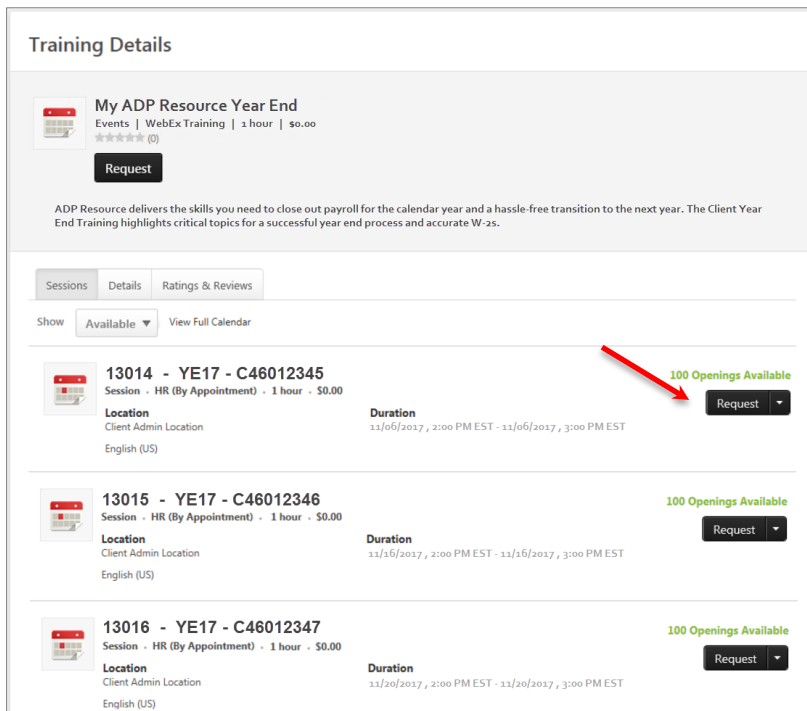 Training Details
My ADP Resource Year End
Events | WebEx Training | 1 hour | $0.00
(0)
Request
ADP Resource delivers the skills you need to close out payroll for the calendar year and a hassle-free transition to the next year. The Client Year
End Training highlights critical topics for a successful year end process and accurate W-2s.
Sessions Details Ratings & Reviews
Show Available View Full Calendar
13014 - YE17 - C46012345
100 Openings Available
Session • HR (By Appointment) • 1 hour • $0.00
Request
Location Duration
Client Admin Location 11/06/2017 , 2:00 PM EST - 11/06/2017 , 3:00 PM EST
English (US)
13015 - YE17 - C46012346
100 Openings Available
Session • HR (By Appointment) • 1 hour • $0.00
Request
Location Duration
Client Admin Location 11/16/2017 , 2:00 PM EST - 11/16/2017 , 3:00 PM EST
English (US)
13016 - YE17 - C46012347
100 Openings Available
Session • HR (By Appointment) • 1 hour • $0.00
Request
Location Duration
Client Admin Location 11/20/2017 , 2:00 PM EST - 11/20/2017 , 3:00 PM EST
English (US)